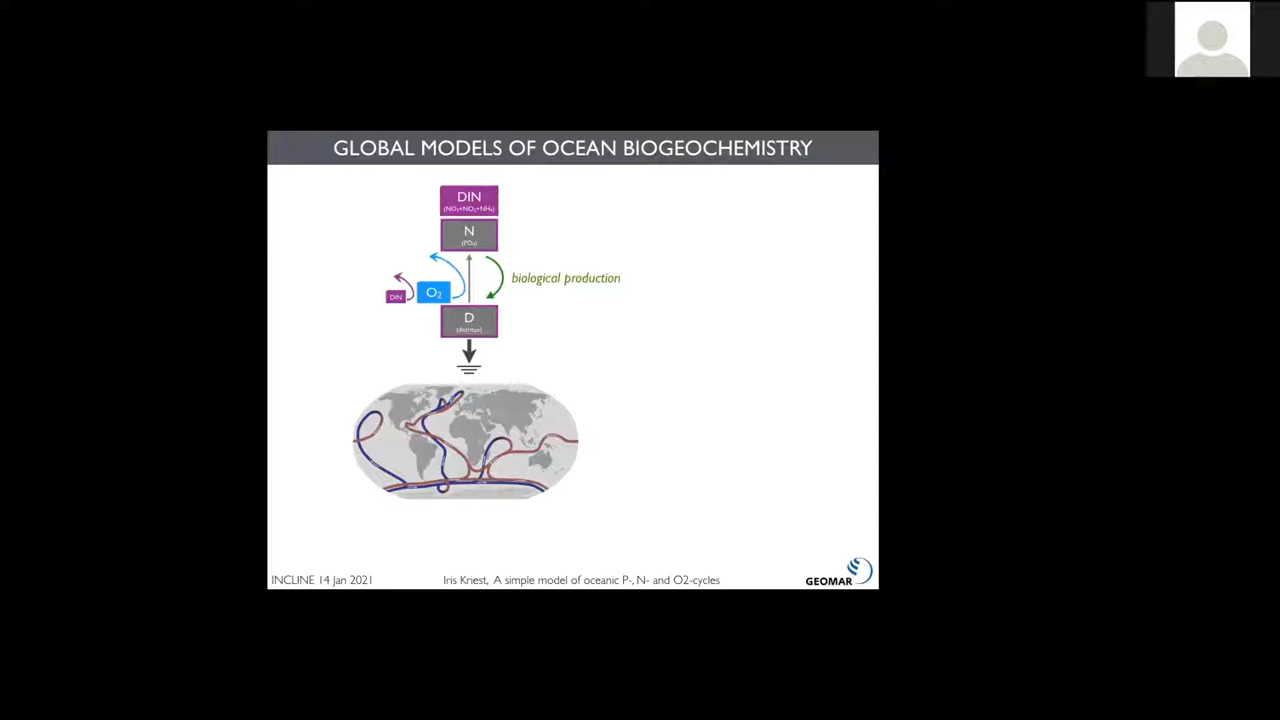 GLOBAL MODELS OF OCEAN BIOGEOCHEMISTRY
DIN
(NO₃+NO₂+NH₄)
N
(PO₄)
biological production
DIN
O₂
D
(detritus)
INCLINE 14 Jan 2021
Iris Kriest, A simple model of oceanic P-, N- and O2-cycles
GEOMAR